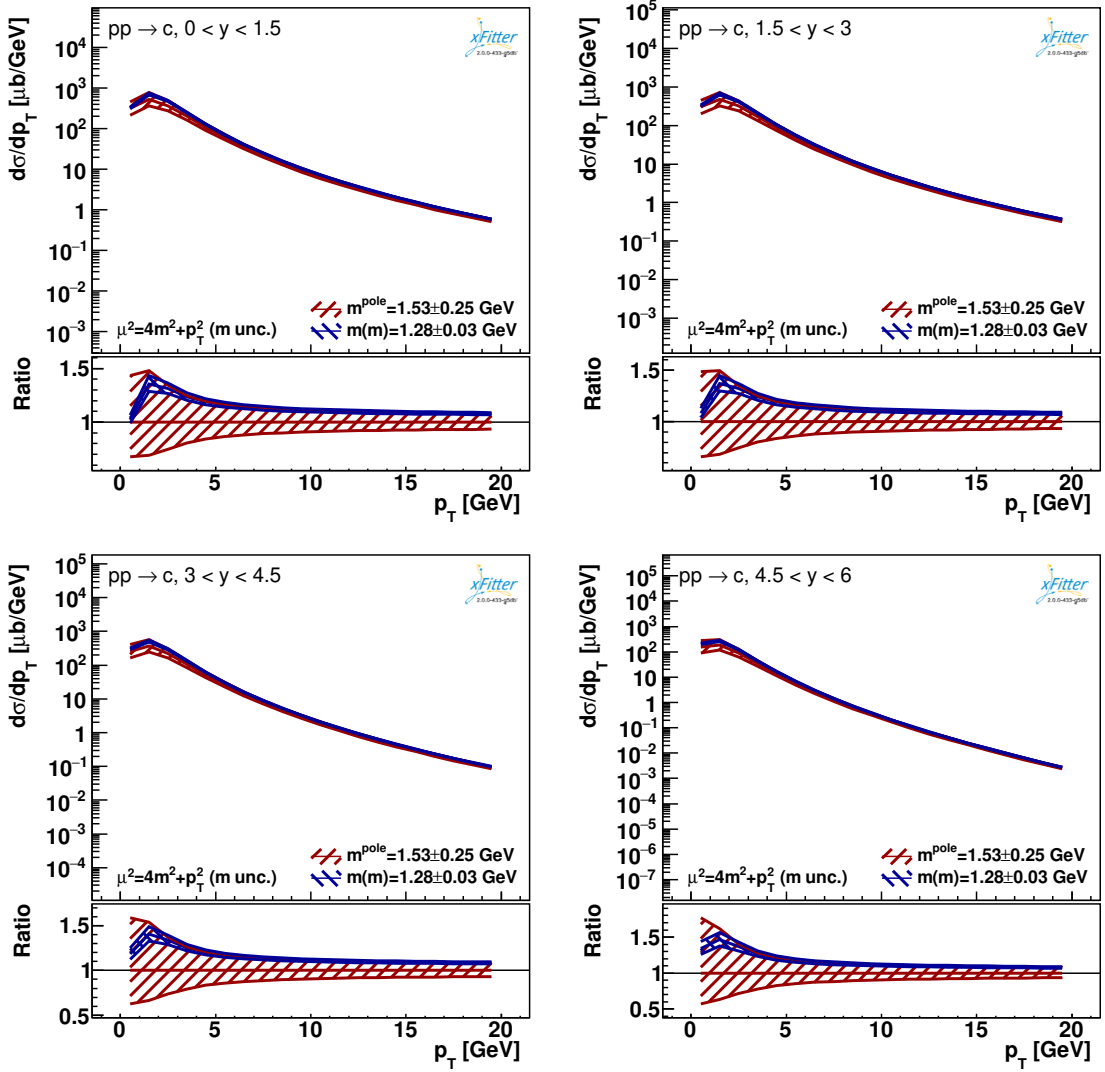 pp → c, 0 < y < 1.5
xFitter
dσ/dp_T [μb/GeV]
10^4
10^3
10^2
10
1
10^−1
10^−2
10^−3
μ²=4m²+p_T² (m unc.)
m^pole=1.53±0.25 GeV
m(m)=1.28±0.03 GeV
Ratio
1.5
1
0 5 10 15 20
p_T [GeV]
pp → c, 1.5 < y < 3
xFitter
dσ/dp_T [μb/GeV]
10^5
10^4
10^3
10^2
10
1
10^−1
10^−2
10^−3
μ²=4m²+p_T² (m unc.)
m^pole=1.53±0.25 GeV
m(m)=1.28±0.03 GeV
Ratio
1.5
1
0 5 10 15 20
p_T [GeV]
pp → c, 3 < y < 4.5
xFitter
dσ/dp_T [μb/GeV]
10^5
10^4
10^3
10^2
10
1
10^−1
10^−2
10^−3
10^−4
μ²=4m²+p_T² (m unc.)
m^pole=1.53±0.25 GeV
m(m)=1.28±0.03 GeV
Ratio
1.5
1
0.5
0 5 10 15 20
p_T [GeV]
pp → c, 4.5 < y < 6
xFitter
dσ/dp_T [μb/GeV]
10^5
10^4
10^3
10^2
10
1
10^−1
10^−2
10^−3
10^−4
10^−5
10^−6
10^−7
μ²=4m²+p_T² (m unc.)
m^pole=1.53±0.25 GeV
m(m)=1.28±0.03 GeV
Ratio
1.5
1
0.5
0 5 10 15 20
p_T [GeV]